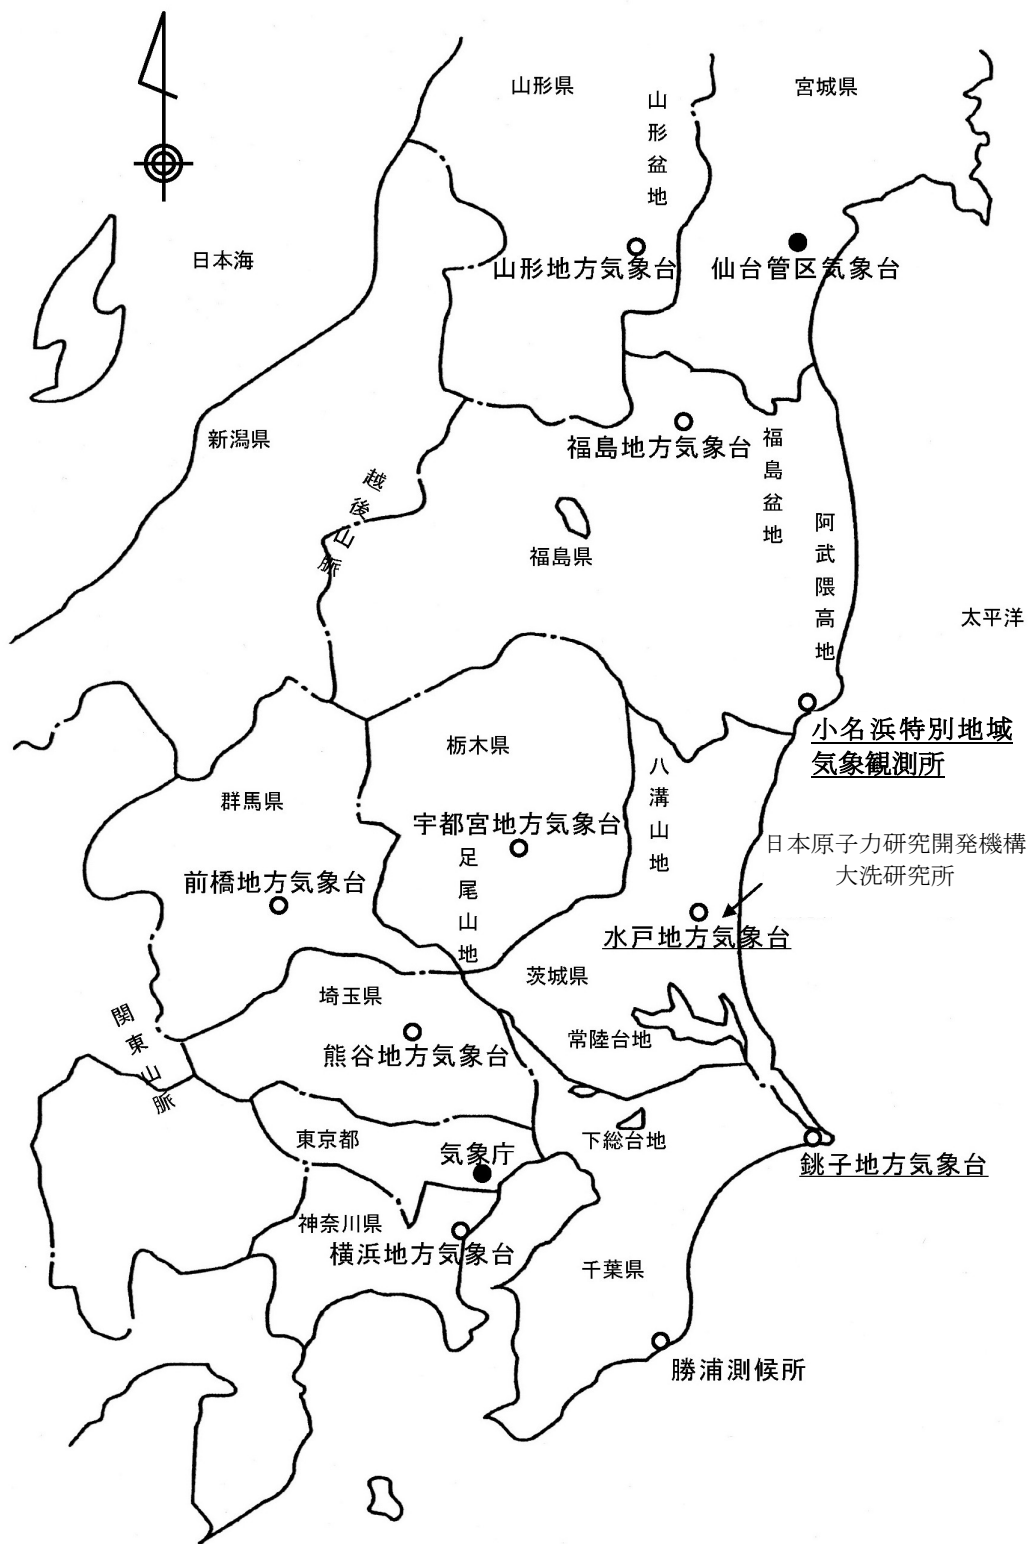 山形県
宮城県
山形盆地
日本海
山形地方気象台
仙台管区気象台
新潟県
福島地方気象台
福島盆地
越後山脈
阿武隈高地
福島県
太平洋
小名浜特別地域
気象観測所
栃木県
八溝山地
群馬県
宇都宮地方気象台
日本原子力研究開発機構
大洗研究所
足尾山地
前橋地方気象台
水戸地方気象台
茨城県
埼玉県
関東山脈
常陸台地
熊谷地方気象台
東京都
下総台地
気象庁
銚子地方気象台
神奈川県
横浜地方気象台
千葉県
勝浦測候所